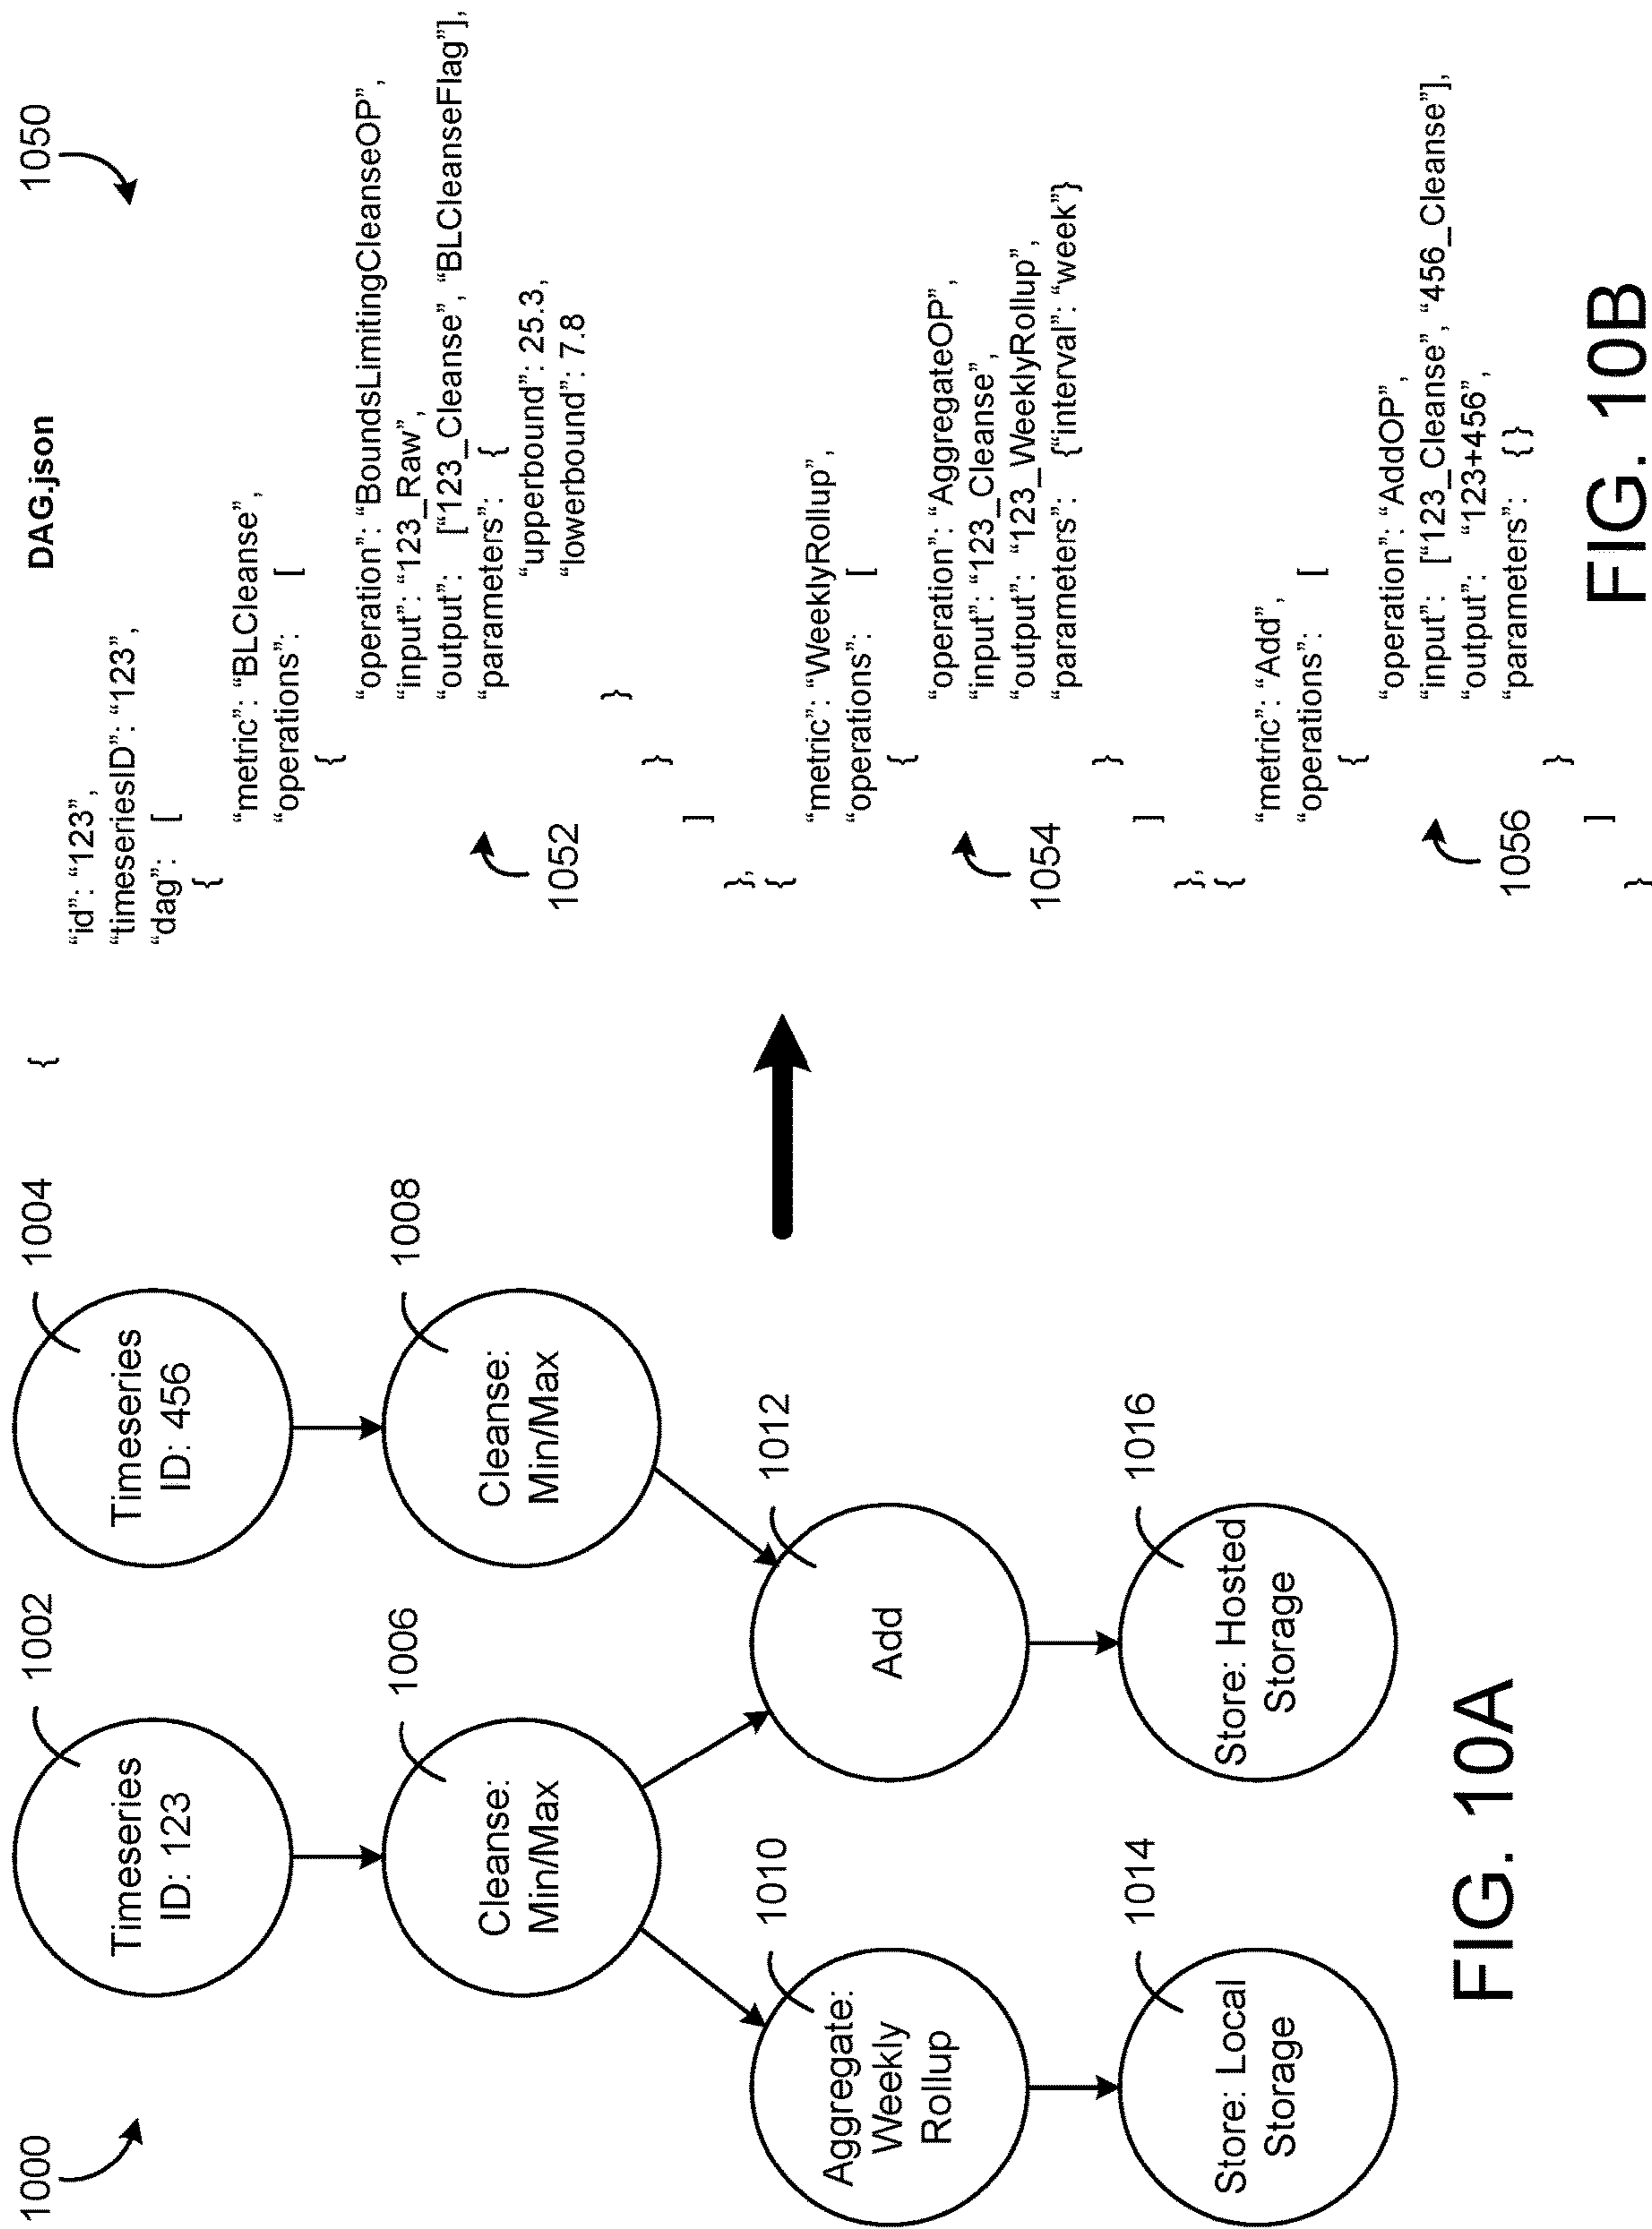 1000
1002
1004
Timeseries
ID: 123
Timeseries
ID: 456
1006
1008
Cleanse:
Min/Max
Cleanse:
Min/Max
1010
1012
Aggregate:
Weekly
Rollup
Add
1014
1016
Store: Local
Storage
Store: Hosted
Storage
FIG. 10A
DAG.json
1050
{
“id”: “123”,
“timeseriesID”: “123”,
“dag”: [
{
“metric”: “BLCleanse”,
“operations”: [
{
“operation”: “BoundsLimitingCleanseOP”,
“input”: “123_Raw”,
“output”: [“123_Cleanse”, “BLCleanseFlag”],
“parameters”: {
“upperbound”: 25.3,
“lowerbound”: 7.8
}
1052
}
]
},
{
“metric”: “WeeklyRollup”,
“operations”: [
{
“operation”: “AggregateOP”,
“input”: “123_Cleanse”,
“output”: “123_WeeklyRollup”,
“parameters”: {“interval”: “week”}
1054
}
]
},
{
“metric”: “Add”,
“operations”: [
{
“operation”: “AddOP”,
“input”: [“123_Cleanse”, “456_Cleanse”],
“output”: “123+456”,
“parameters”: { }
1056
}
]
}
FIG. 10B